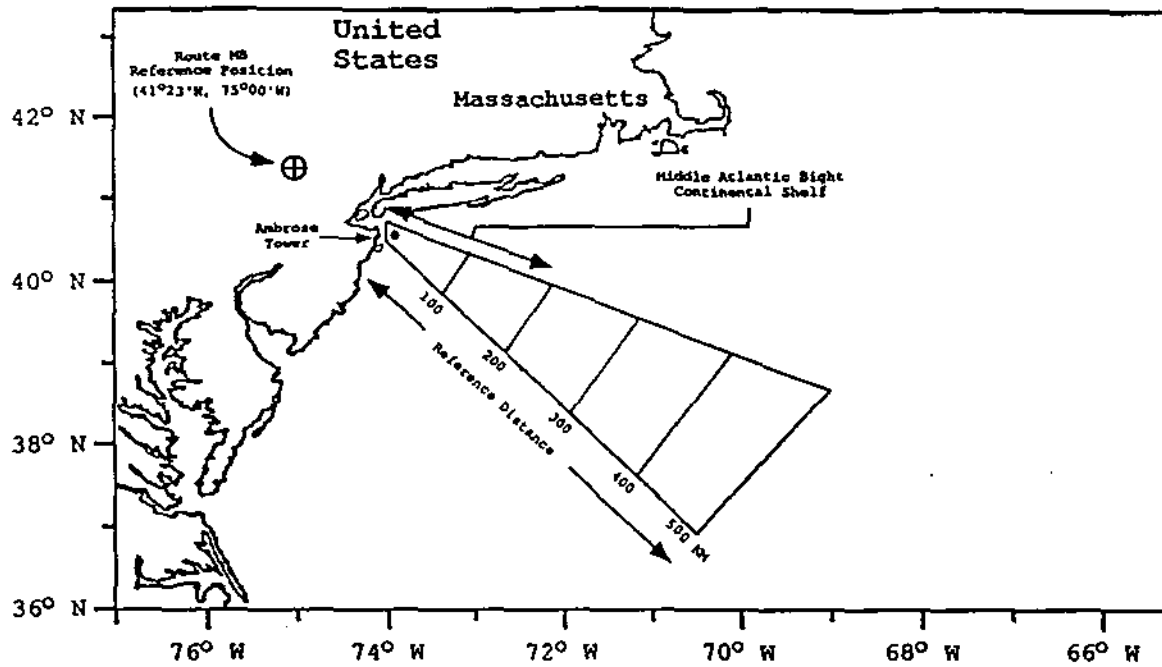 United
States
Route MB
Reference Position
(41°23'N, 75°00'W)
Massachusetts
42° N
Middle Atlantic Bight
Continental Shelf
Ambrose
Tower
40° N
100
200
300
400
500 KM
Reference Distance
38° N
36° N
76° W
74° W
72° W
70° W
68° W
66° W